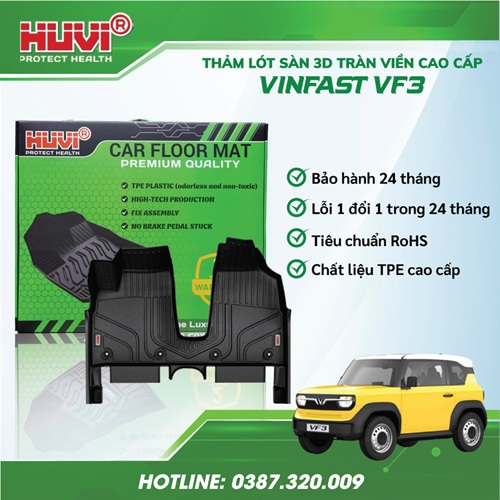 HUVI®
PROTECT HEALTH
THẢM LÓT SÀN 3D TRÀN VIỀN CAO CẤP
VINFAST VF3
HUVI®
PROTECT HEALTH
CAR FLOOR MAT
PREMIUM QUALITY
TPE PLASTIC (odorless and non-toxic)
HIGH-TECH PRODUCTION
FIX ASSEMBLY
NO BRAKE PEDAL STUCK
Bảo hành 24 tháng
Lỗi 1 đổi 1 trong 24 tháng
Tiêu chuẩn RoHS
Chất liệu TPE cao cấp
VF3
HOTLINE: 0387.320.009